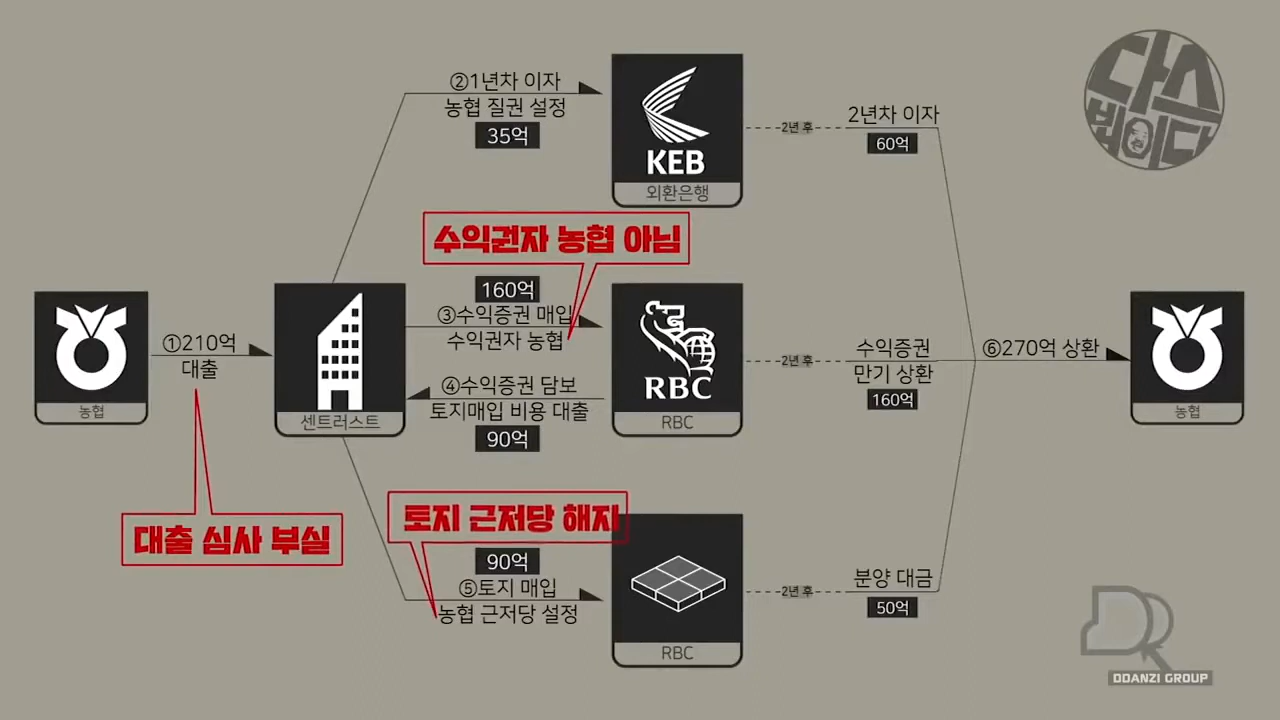 다스
뵈이다
②1년차 이자
농협 질권 설정
35억
KEB
외환은행
2년 후
2년차 이자
60억
수익권자 농협 아님
160억
③수익증권 매입
수익권자 농협
④수익증권 담보
토지매입 비용 대출
90억
RBC
RBC
2년 후
수익증권
만기 상환
160억
농협
①210억
대출
센트러스트
⑥270억 상환
농협
대출 심사 부실
토지 근저당 해지
90억
⑤토지 매입
농협 근저당 설정
RBC
2년 후
분양 대금
50억
DDANZI GROUP